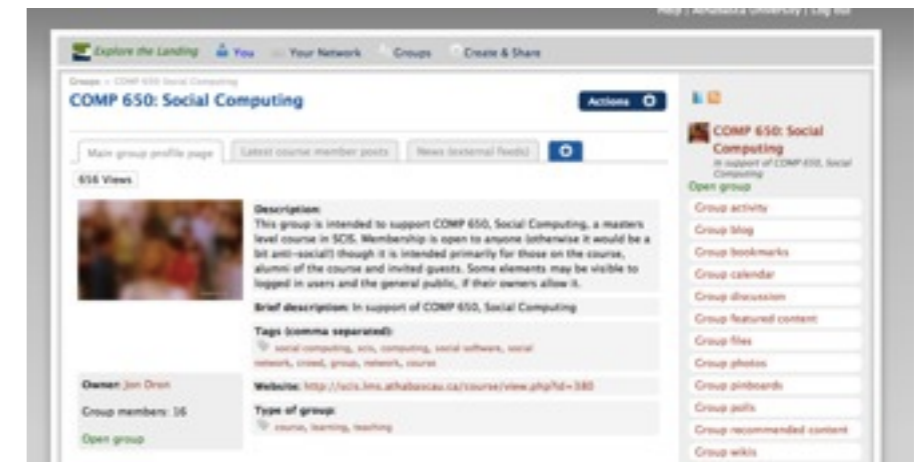 Help | Athabasca University | Log out
Explore the Landing You Your Network Groups Create & Share
Groups > COMP 650 Social Computing
COMP 650: Social Computing
Actions
Main group profile page Latest course member posts News (external feeds)
656 Views
Description:
This group is intended to support COMP 650, Social Computing, a masters
level course in SCIS. Membership is open to anyone (otherwise it would be a
bit anti-social!) though it is intended primarily for those on the course,
alumni of the course and invited guests. Some elements may be visible to
logged in users and the general public, if their owners allow it.
Brief description: In support of COMP 650, Social Computing
Tags (comma separated):
social computing, scis, computing, social software, social
network, crowd, group, network, course
Owner: Jon Dron
Website: http://scis.lms.athabascau.ca/course/view.php?id=380
Group members: 16
Type of group:
course, learning, teaching
Open group
COMP 650: Social
Computing
In support of COMP 650, Social
Computing
Open group
Group activity
Group blog
Group bookmarks
Group calendar
Group discussion
Group featured content
Group files
Group photos
Group pinboards
Group polls
Group recommended content
Group wikis